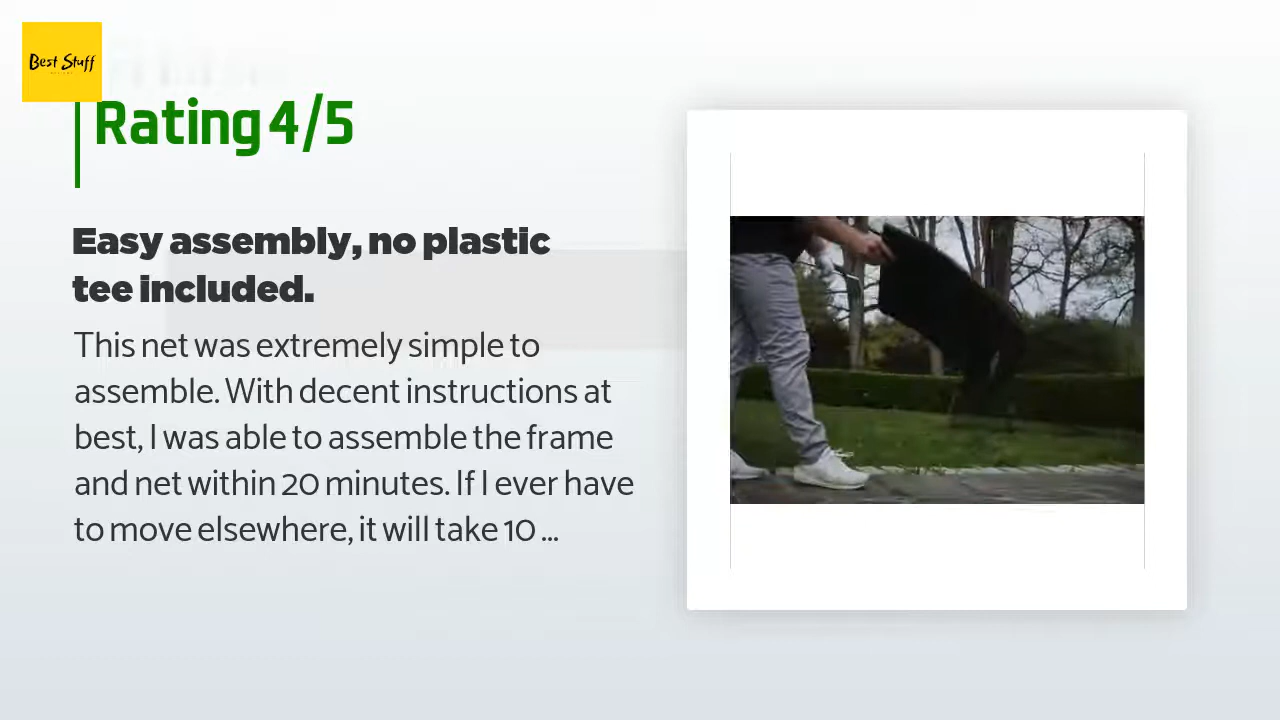 Best Stuff
Rating 4/5
Easy assembly, no plastic
tee included.
This net was extremely simple to
assemble. With decent instructions at
best, I was able to assemble the frame
and net within 20 minutes. If I ever have
to move elsewhere, it will take 10 ...